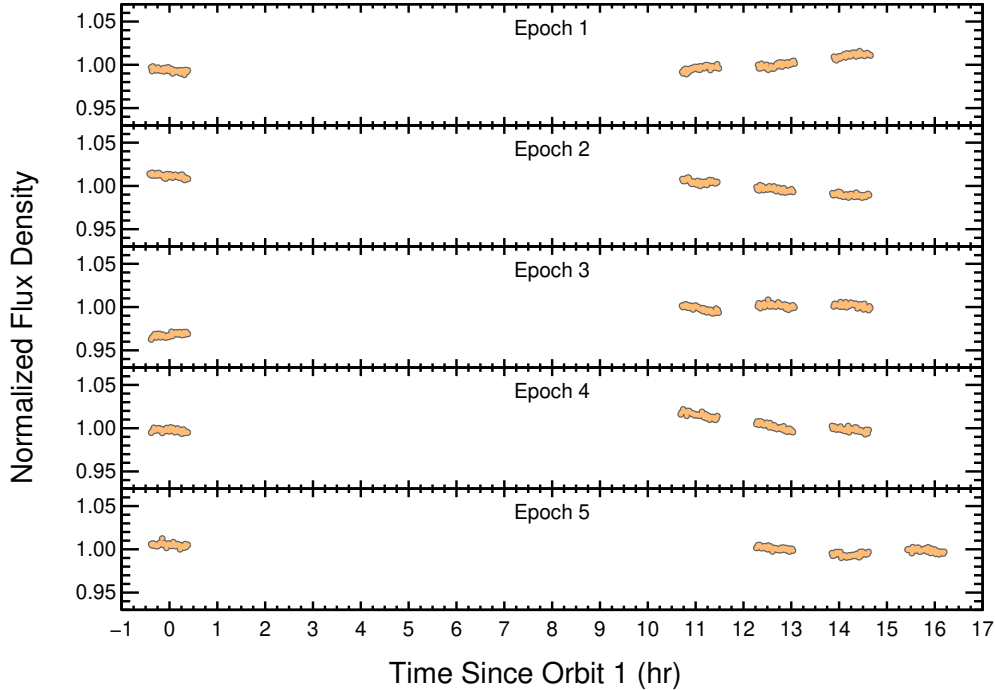 Epoch 1
1.05
1.00
0.95
Epoch 2
1.05
1.00
0.95
Epoch 3
1.05
1.00
0.95
Epoch 4
1.05
1.00
0.95
Epoch 5
1.05
1.00
0.95
Normalized Flux Density
−1 0 1 2 3 4 5 6 7 8 9 10 11 12 13 14 15 16 17
Time Since Orbit 1 (hr)